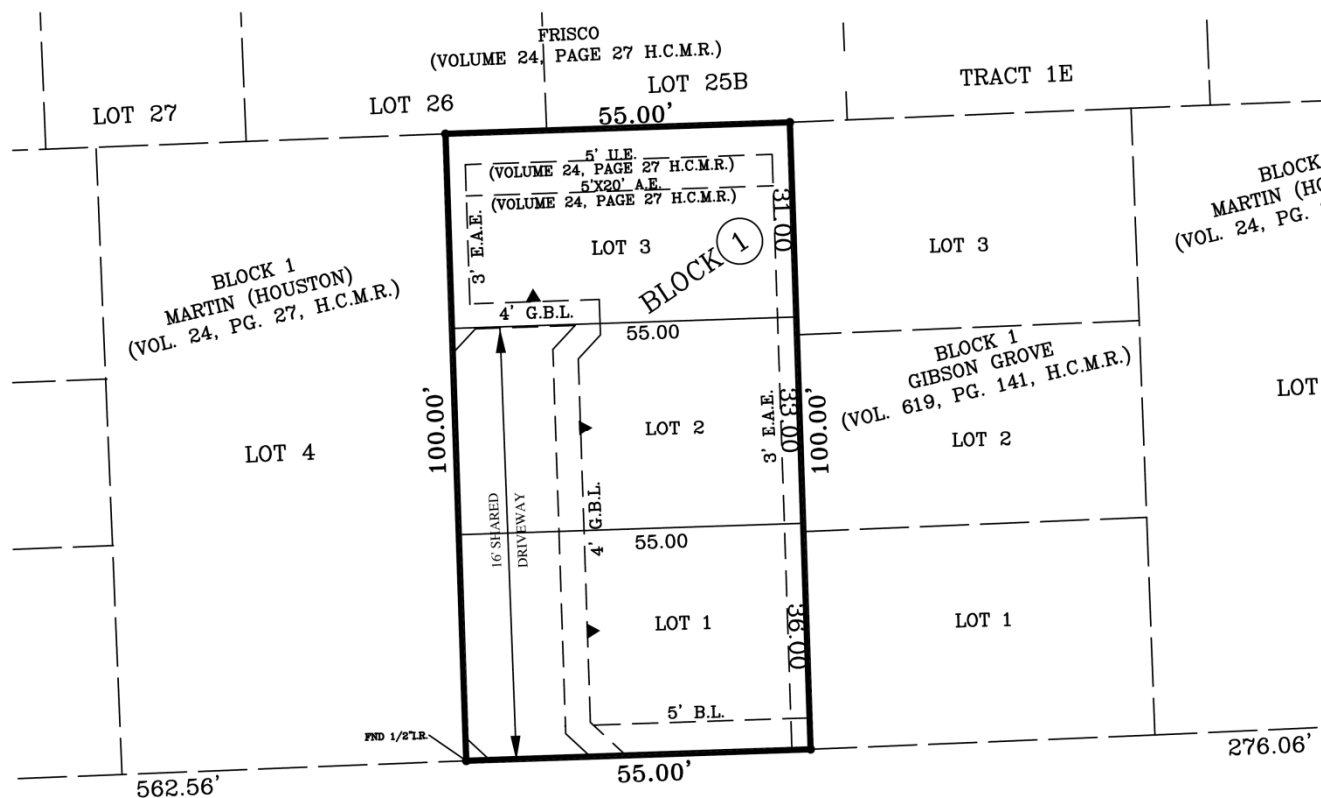 FRISCO
(VOLUME 24, PAGE 27 H.C.M.R.)
LOT 27
LOT 26
LOT 25B
TRACT 1E
55.00'
5' U.E.
(VOLUME 24, PAGE 27 H.C.M.R.)
5'X20' A.E.
(VOLUME 24, PAGE 27 H.C.M.R.)
3' E.A.E.
LOT 3
BLOCK 1
31.00
4' G.B.L.
55.00
BLOCK 1
MARTIN (HOUSTON)
(VOL. 24, PG. 27, H.C.M.R.)
LOT 4
100.00'
16' SHARED
DRIVEWAY
4' G.B.L.
LOT 2
3' E.A.E.
33.00
100.00'
55.00
LOT 1
36.00
5' B.L.
FND 1/2"I.R.
55.00'
562.56'
LOT 3
BLOCK 1
GIBSON GROVE
(VOL. 619, PG. 141, H.C.M.R.)
LOT 2
LOT 1
BLOCK
MARTIN (HO
(VOL. 24, PG.
LOT
276.06'